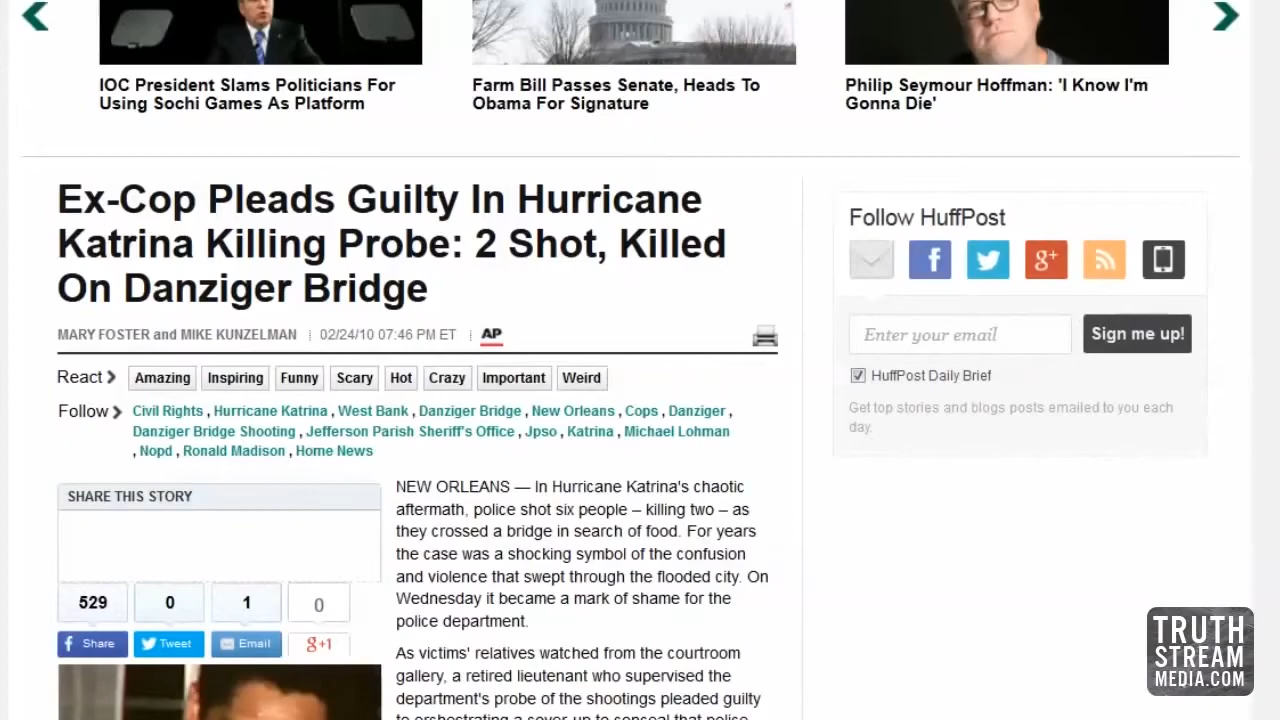 IOC President Slams Politicians For
Using Sochi Games As Platform
Farm Bill Passes Senate, Heads To
Obama For Signature
Philip Seymour Hoffman: 'I Know I'm
Gonna Die'
Ex-Cop Pleads Guilty In Hurricane
Katrina Killing Probe: 2 Shot, Killed
On Danziger Bridge
MARY FOSTER and MIKE KUNZELMAN | 02/24/10 07:46 PM ET | AP
React Amazing Inspiring Funny Scary Hot Crazy Important Weird
Follow Civil Rights , Hurricane Katrina , West Bank , Danziger Bridge , New Orleans , Cops , Danziger ,
Danziger Bridge Shooting , Jefferson Parish Sheriff's Office , Jpso , Katrina , Michael Lohman
, Nopd , Ronald Madison , Home News
SHARE THIS STORY
529 0 1 0
f Share Tweet Email g+1
NEW ORLEANS — In Hurricane Katrina's chaotic
aftermath, police shot six people – killing two – as
they crossed a bridge in search of food. For years
the case was a shocking symbol of the confusion
and violence that swept through the flooded city. On
Wednesday it became a mark of shame for the
police department.
As victims' relatives watched from the courtroom
gallery, a retired lieutenant who supervised the
department's probe of the shootings pleaded guilty
to orchestrating a cover-up to conceal that police
Follow HuffPost
f g+
Enter your email Sign me up!
HuffPost Daily Brief
Get top stories and blogs posts emailed to you each
day.
TRUTH
STREAM
MEDIA.COM